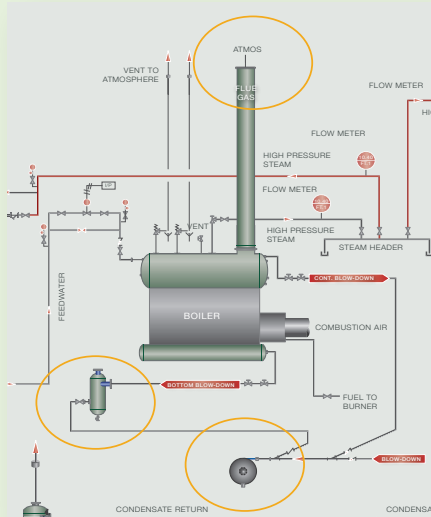 ATMOS
VENT TO
ATMOSPHERE
FLUE
GAS
FLOW METER
HI
FLOW METER
HIGH PRESSURE
STEAM
FLOW METER
I/P
VENT
HIGH PRESSURE
STEAM
STEAM HEADER
FEEDWATER
CONT. BLOW-DOWN
BOILER
COMBUSTION AIR
BOTTOM BLOW-DOWN
FUEL TO
BURNER
BLOW-DOWN
CONDENSATE RETURN
CONDENSA